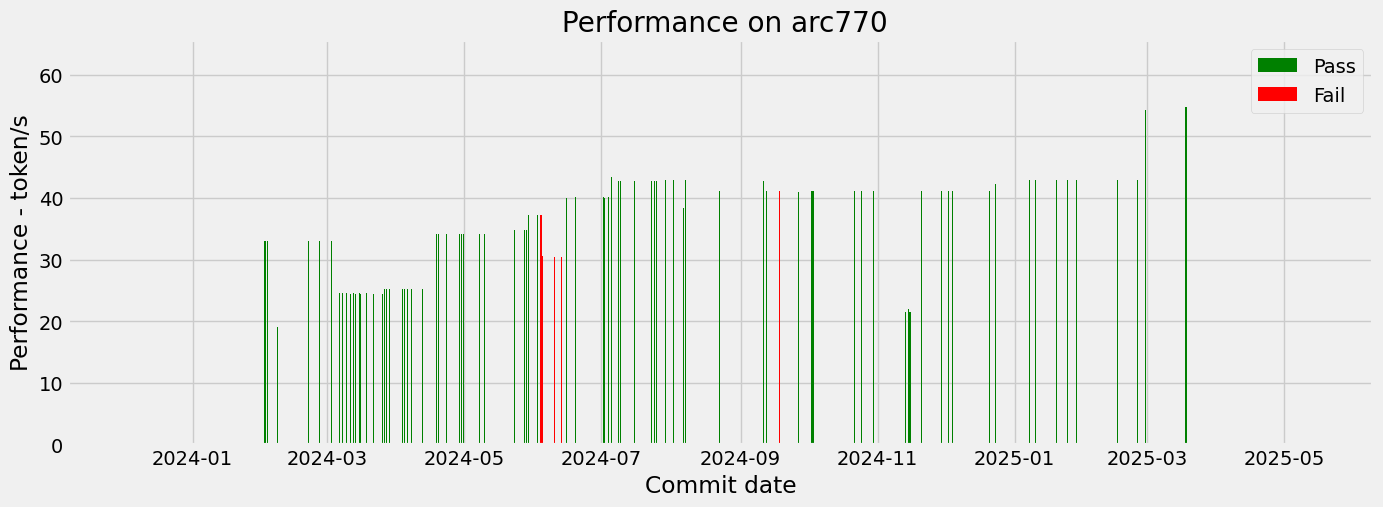 Performance on arc770
Pass
Fail
Performance - token/s
60
50
40
30
20
10
0
2024-01 2024-03 2024-05 2024-07 2024-09 2024-11 2025-01 2025-03 2025-05
Commit date